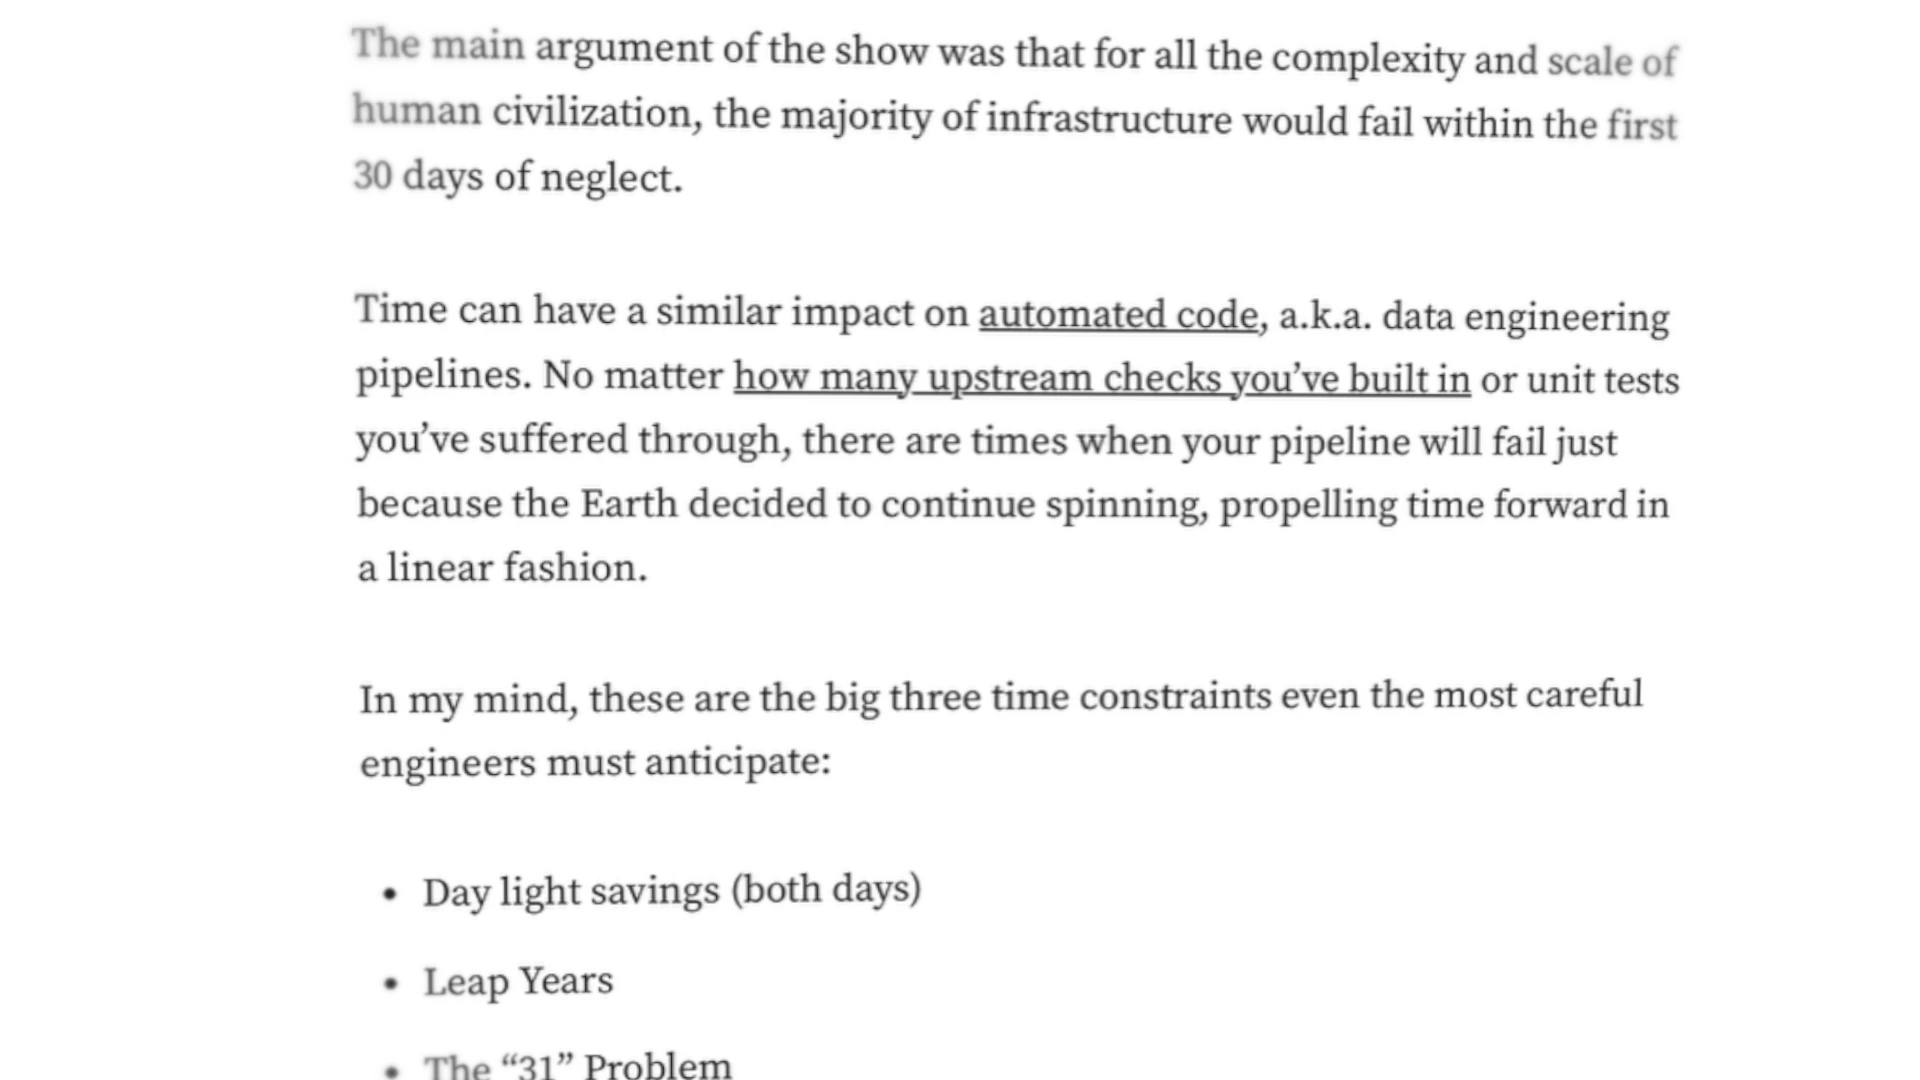 The main argument of the show was that for all the complexity and scale of
human civilization, the majority of infrastructure would fail within the first
30 days of neglect.
Time can have a similar impact on automated code, a.k.a. data engineering
pipelines. No matter how many upstream checks you’ve built in or unit tests
you’ve suffered through, there are times when your pipeline will fail just
because the Earth decided to continue spinning, propelling time forward in
a linear fashion.
In my mind, these are the big three time constraints even the most careful
engineers must anticipate:
• Day light savings (both days)
• Leap Years
• The “31” Problem